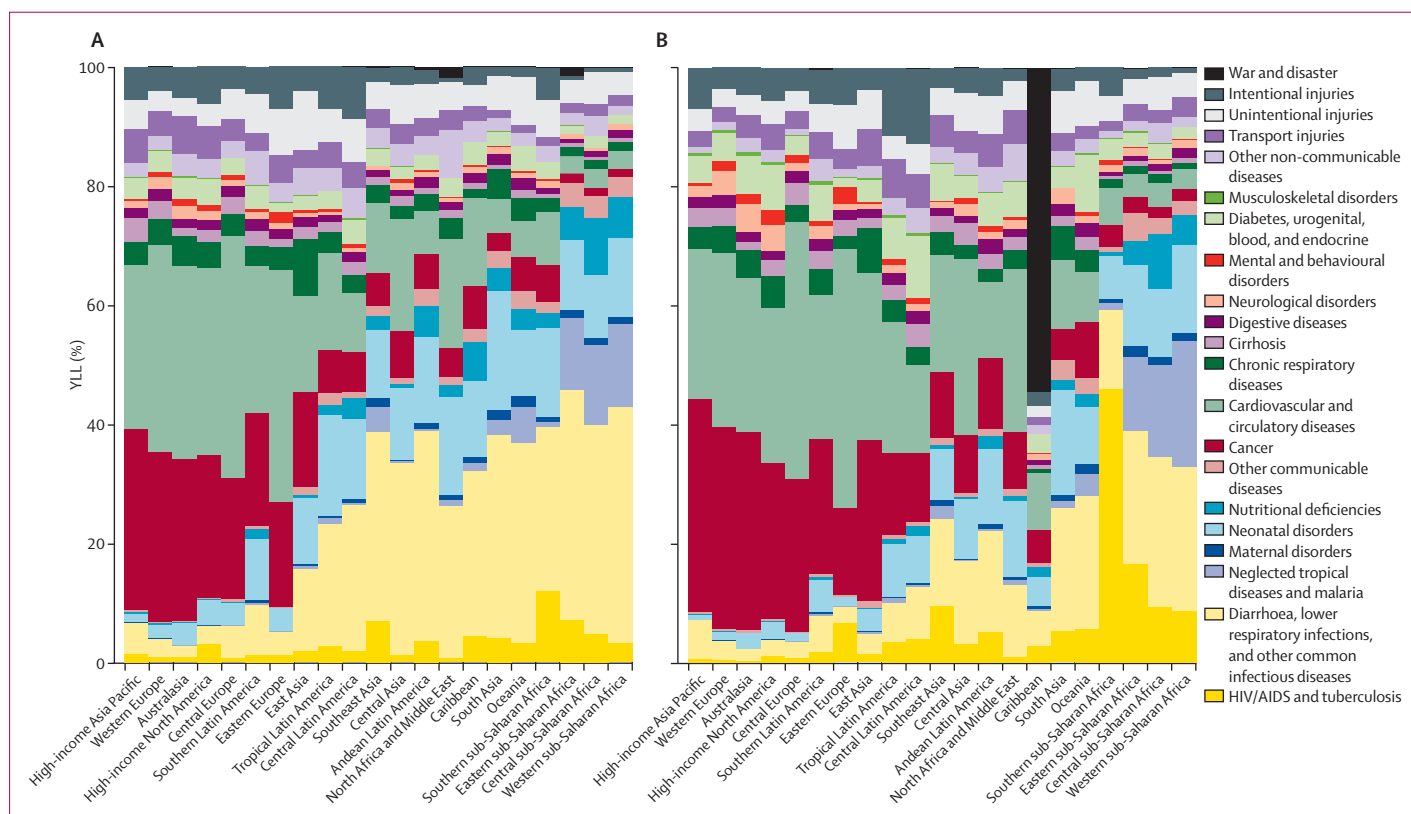 A
B
100
80
60
40
20
0
YLL (%)
High-income Asia Pacific
Western Europe
Australasia
High-income North America
Central Europe
Southern Latin America
Eastern Europe
East Asia
Tropical Latin America
Central Latin America
Southeast Asia
Central Asia
Andean Latin America
North Africa and Middle East
Caribbean
South Asia
Oceania
Southern sub-Saharan Africa
Eastern sub-Saharan Africa
Central sub-Saharan Africa
Western sub-Saharan Africa
High-income Asia Pacific
Western Europe
Australasia
High-income North America
Central Europe
Southern Latin America
Eastern Europe
East Asia
Tropical Latin America
Central Latin America
Southeast Asia
Central Asia
Andean Latin America
North Africa and Middle East
Caribbean
South Asia
Oceania
Southern sub-Saharan Africa
Eastern sub-Saharan Africa
Central sub-Saharan Africa
Western sub-Saharan Africa
War and disaster
Intentional injuries
Unintentional injuries
Transport injuries
Other non-communicable
diseases
Musculoskeletal disorders
Diabetes, urogenital,
blood, and endocrine
Mental and behavioural
disorders
Neurological disorders
Digestive diseases
Cirrhosis
Chronic respiratory
diseases
Cardiovascular and
circulatory diseases
Cancer
Other communicable
diseases
Nutritional deficiencies
Neonatal disorders
Maternal disorders
Neglected tropical
diseases and malaria
Diarrhoea, lower
respiratory infections,
and other common
infectious diseases
HIV/AIDS and tuberculosis